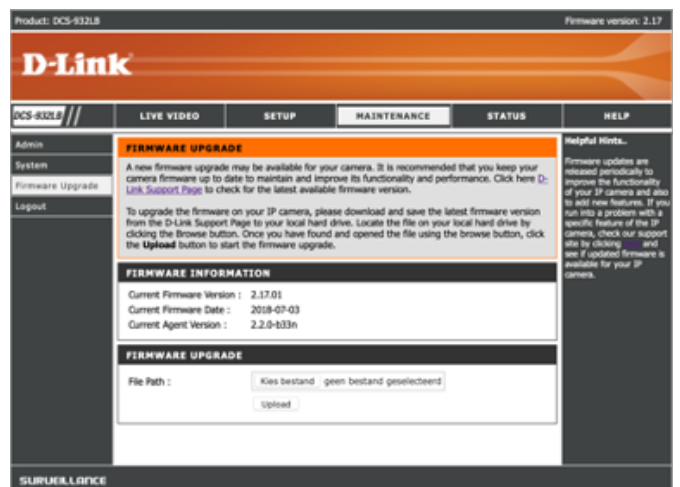 Product: DCS-932LB
Firmware version: 2.17
D-Link
DCS-932LB
LIVE VIDEO
SETUP
MAINTENANCE
STATUS
HELP
Admin
System
Firmware Upgrade
Logout
FIRMWARE UPGRADE
A new firmware upgrade may be available for your camera. It is recommended that you keep your
camera firmware up to date to maintain and improve its functionality and performance. Click here D-
Link Support Page to check for the latest available firmware version.
To upgrade the firmware on your IP camera, please download and save the latest firmware version
from the D-Link Support Page to your local hard drive. Locate the file on your local hard drive by
clicking the Browse button. Once you have found and opened the file using the browse button, click
the Upload button to start the firmware upgrade.
FIRMWARE INFORMATION
Current Firmware Version : 2.17.01
Current Firmware Date : 2018-07-03
Current Agent Version : 2.2.0-b33n
FIRMWARE UPGRADE
File Path : Kies bestand geen bestand geselecteerd
Upload
Helpful Hints..
Firmware updates are
released periodically to
improve the functionality
of your IP camera and also
to add new features. If you
run into a problem with a
specific feature of the IP
camera, check our support
site by clicking and
see if updated firmware is
available for your IP
camera.
SURVEILLANCE